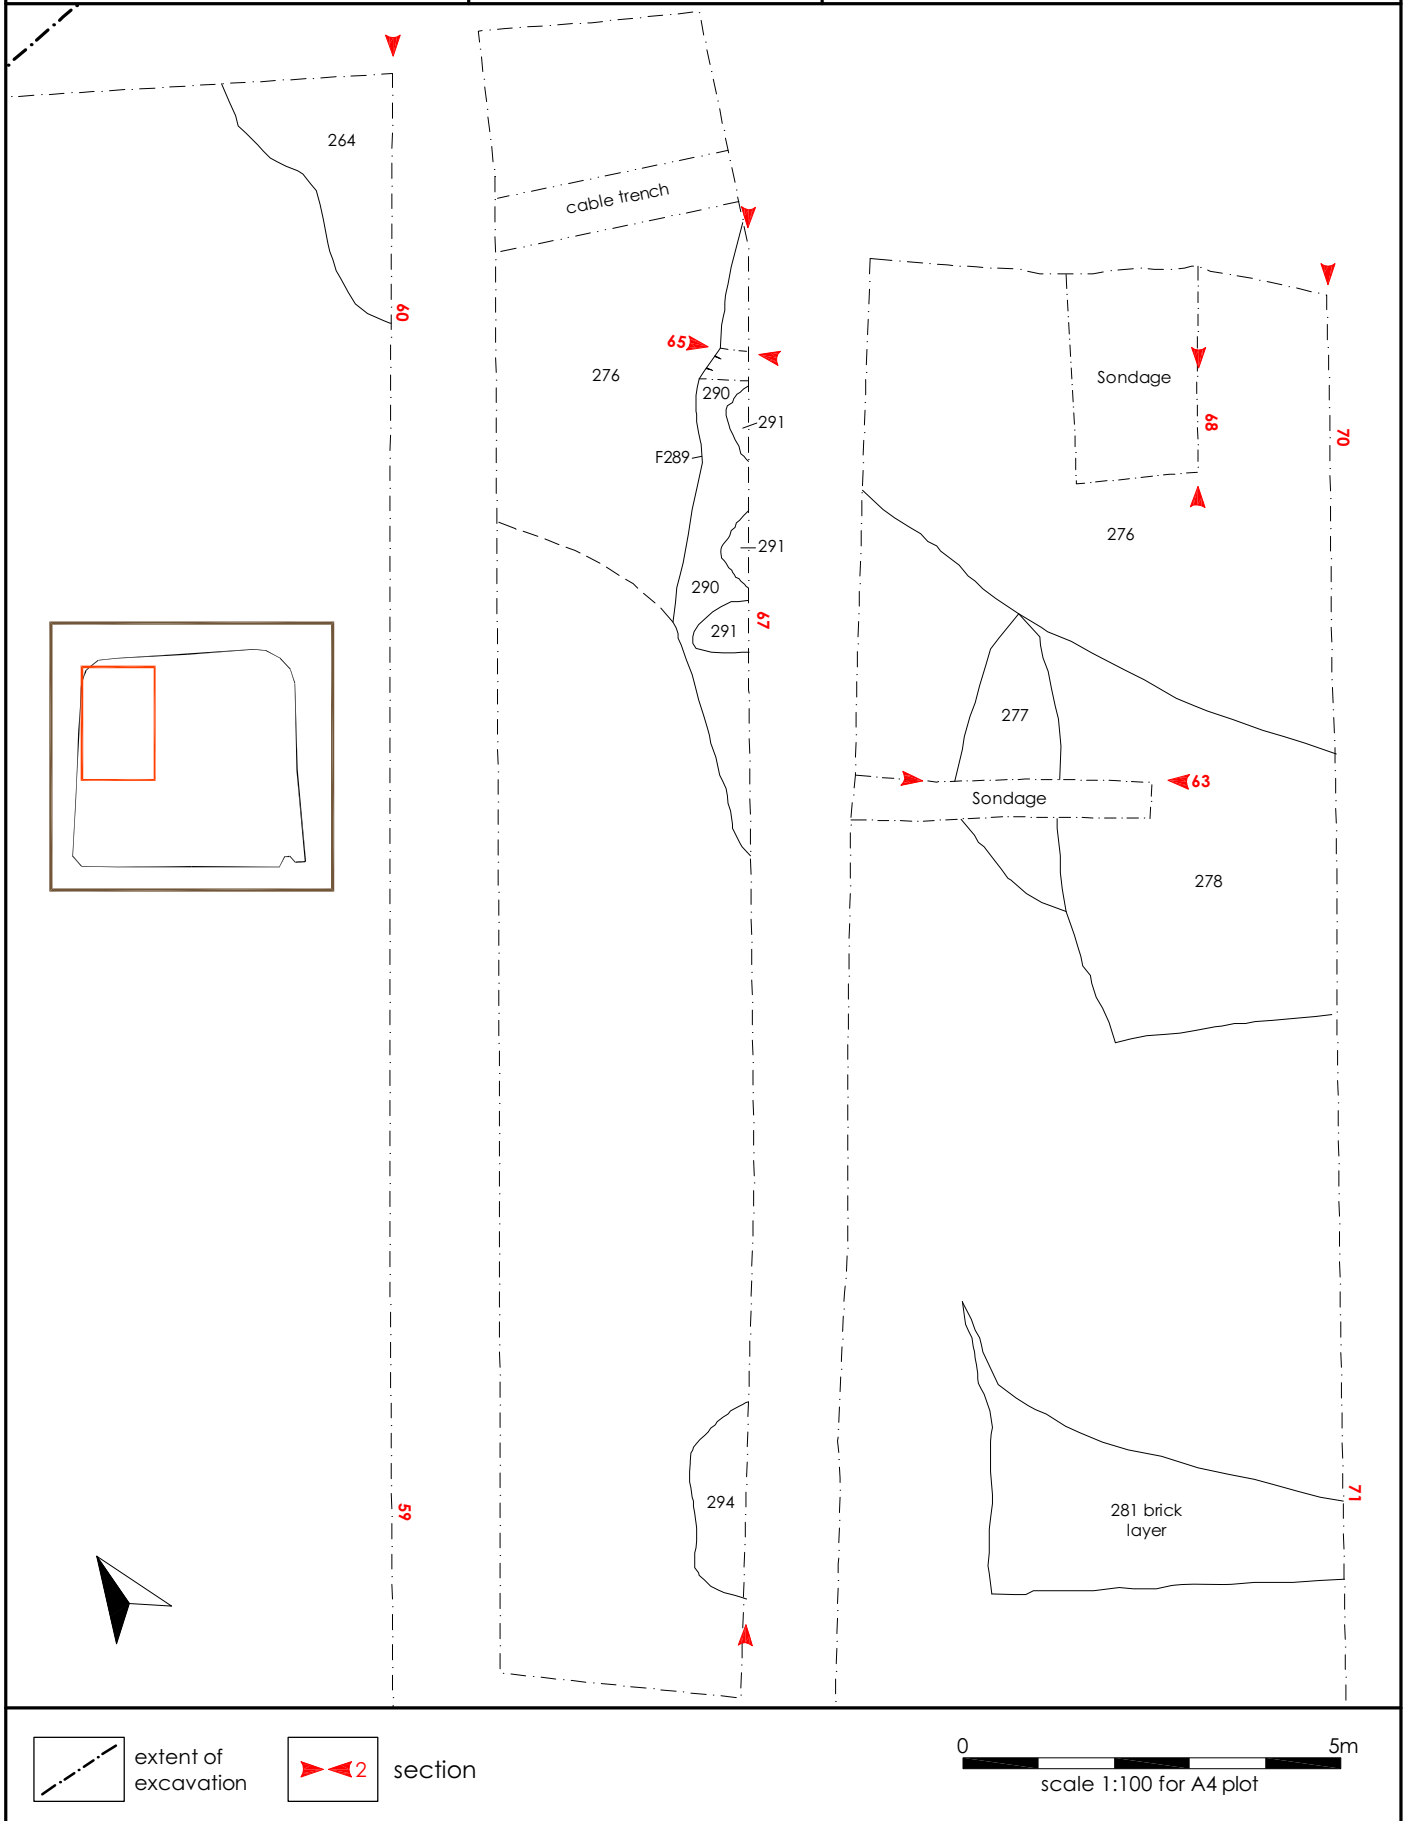 264
cable trench
60
65
276
290
291
F289
291
290
291
67
Sondage
68
70
276
277
63
Sondage
278
294
59
281 brick
layer
71
extent of
excavation
2
section
0
5m
scale 1:100 for A4 plot